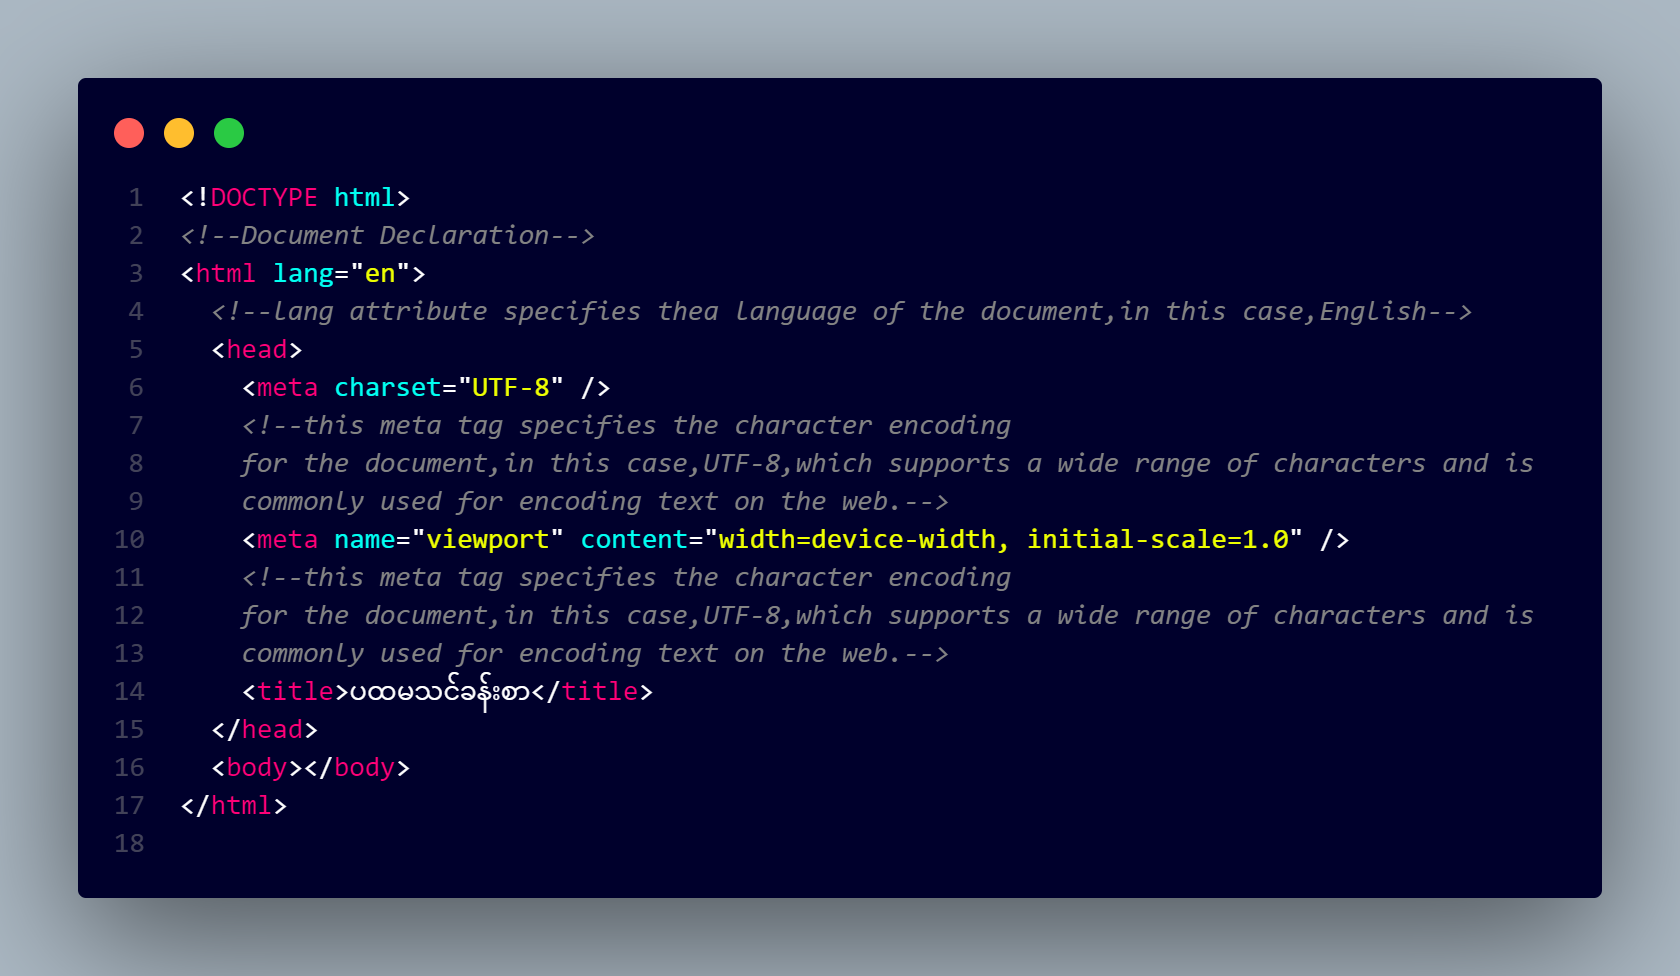 1 <!DOCTYPE html>
2 <!--Document Declaration-->
3 <html lang="en">
4   <!--lang attribute specifies thea language of the document,in this case,English-->
5   <head>
6     <meta charset="UTF-8" />
7     <!--this meta tag specifies the character encoding
8     for the document,in this case,UTF-8,which supports a wide range of characters and is
9     commonly used for encoding text on the web.-->
10     <meta name="viewport" content="width=device-width, initial-scale=1.0" />
11     <!--this meta tag specifies the character encoding
12     for the document,in this case,UTF-8,which supports a wide range of characters and is
13     commonly used for encoding text on the web.-->
14     <title>ပထမသင်ခန်းစာ</title>
15   </head>
16   <body></body>
17 </html>
18